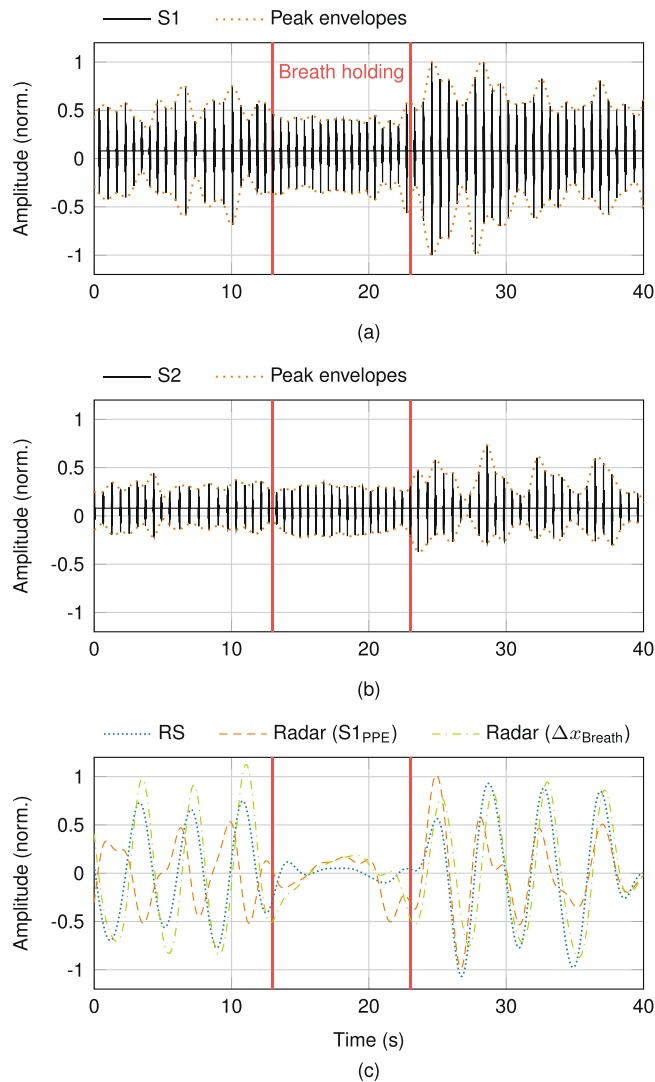 S1 Peak envelopes
Breath holding
Amplitude (norm.)
1
0.5
0
-0.5
-1
0 10 20 30 40
(a)
S2 Peak envelopes
Amplitude (norm.)
1
0.5
0
-0.5
-1
0 10 20 30 40
(b)
RS Radar (S1PPE) Radar (ΔxBreath)
Amplitude (norm.)
1
0.5
0
-0.5
-1
0 10 20 30 40
Time (s)
(c)